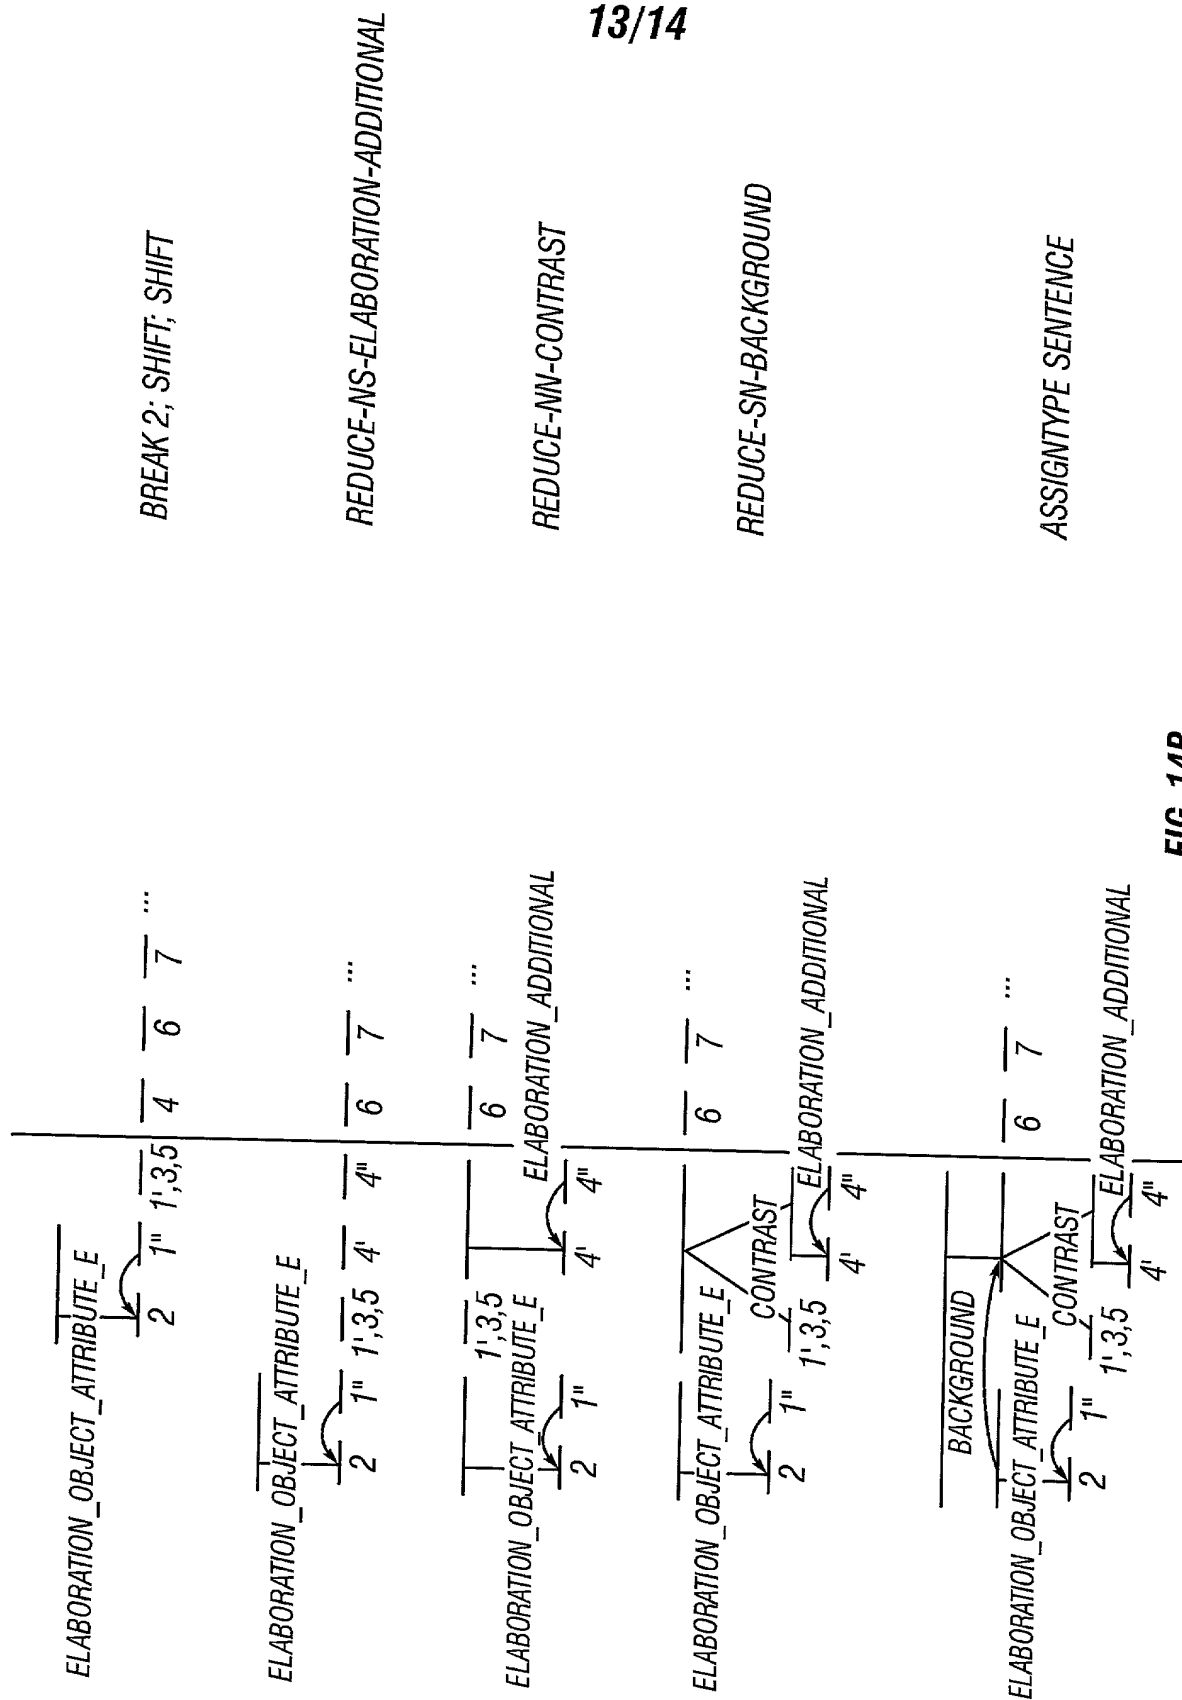 13/14
ELABORATION_OBJECT_ATTRIBUTE_E
2 1" 1',3,5 4 6 7 ...
BREAK 2; SHIFT; SHIFT
ELABORATION_OBJECT_ATTRIBUTE_E
2 1" 1',3,5 4' 4" 6 7 ...
REDUCE-NS-ELABORATION-ADDITIONAL
1',3,5 6 7 ...
ELABORATION_OBJECT_ATTRIBUTE_E ELABORATION_ADDITIONAL
2 1" 4' 4"
REDUCE-NN-CONTRAST
6 7 ...
ELABORATION_OBJECT_ATTRIBUTE_E CONTRAST ELABORATION_ADDITIONAL
2 1" 1',3,5 4' 4"
REDUCE-SN-BACKGROUND
BACKGROUND
6 7 ...
ELABORATION_OBJECT_ATTRIBUTE_E CONTRAST ELABORATION_ADDITIONAL
2 1" 1',3,5 4' 4"
ASSIGNTYPE SENTENCE
FIG. 14B